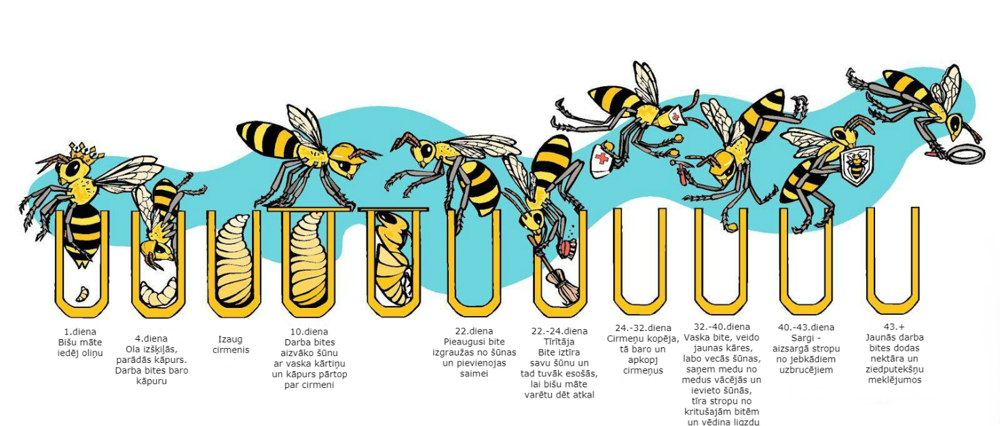 1.diena
Bišu māte
iedēj oliņu
4.diena
Ola izšķiļās,
parādās kāpurs.
Darba bites baro
kāpuru
Izaug
cirmenis
10.diena
Darba bites
aizvāko šūnu
ar vaska kārtiņu
un kāpurs pārtop
par cirmeni
22.diena
Pieaugusi bite
izgraužas no šūnas
un pievienojas
saimei
22.-24.diena
Tīrītāja
Bite iztīra
savu šūnu un
tad tuvāk esošās,
lai bišu māte
varētu dēt atkal
24.-32.diena
Cirmeņu kopēja,
tā baro un
apkopj
cirmeņus
32.-40.diena
Vaska bite, veido
jaunas kāres,
labo vecās šūnas,
saņem medu no
medus vācējās un
ievieto šūnās,
tīra stropu no
kritušajām bitēm
un vēdina ligzdu
40.-43.diena
Sargi -
aizsargā stropu
no jebkādiem
uzbrucējiem
43.+
Jaunās darba
bites dodas
nektāra un
ziedputekšņu
meklējumos